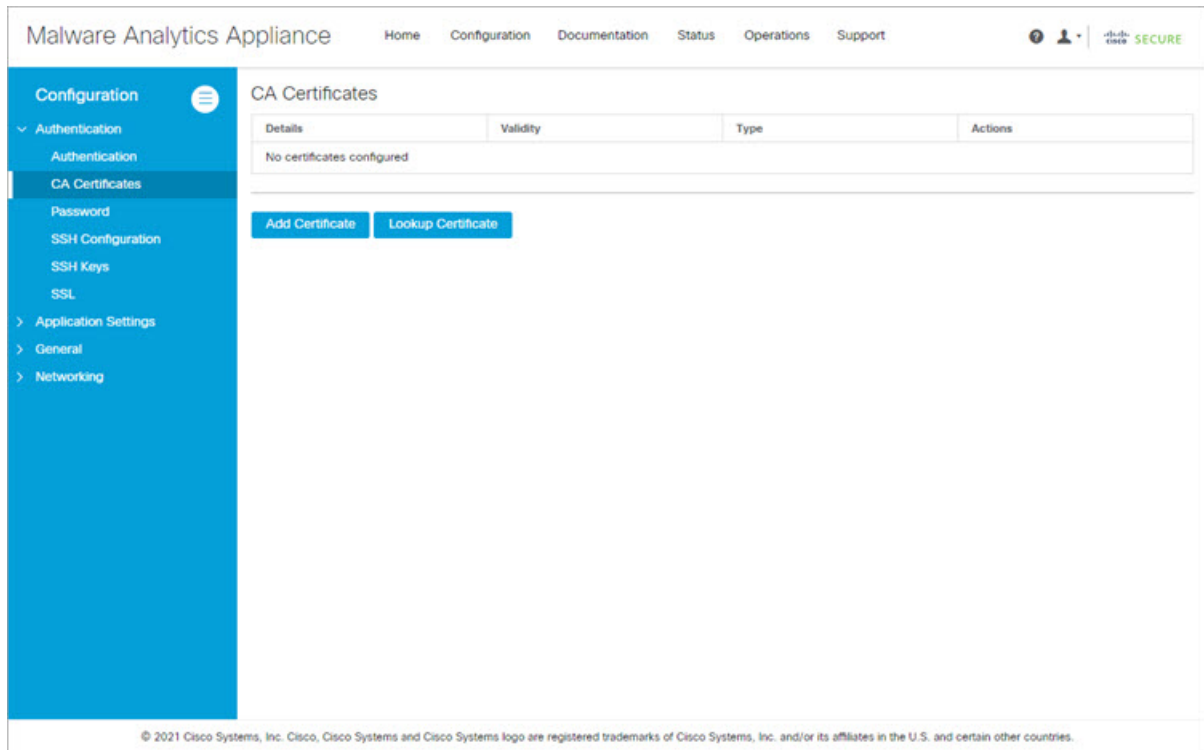 Malware Analytics Appliance Home Configuration Documentation Status Operations Support cisco SECURE
Configuration
Authentication
Authentication
CA Certificates
Password
SSH Configuration
SSH Keys
SSL
Application Settings
General
Networking
CA Certificates
Details Validity Type Actions
No certificates configured
Add Certificate Lookup Certificate
© 2021 Cisco Systems, Inc. Cisco, Cisco Systems and Cisco Systems logo are registered trademarks of Cisco Systems, Inc. and/or its affiliates in the U.S. and certain other countries.